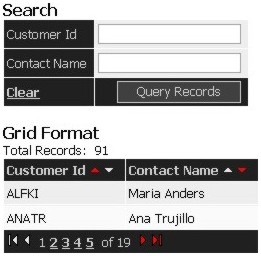 Search
Customer Id
Contact Name
Clear Query Records
Grid Format
Total Records: 91
Customer Id Contact Name
ALFKI Maria Anders
ANATR Ana Trujillo
1 2 3 4 5 of 19